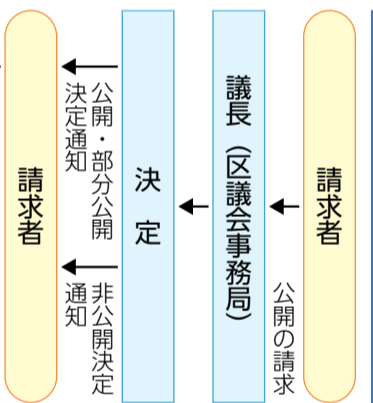 請求者
公開の請求
議長（区議会事務局）
決定
公開・部分公開
決定通知
非公開決定
通知
請求者